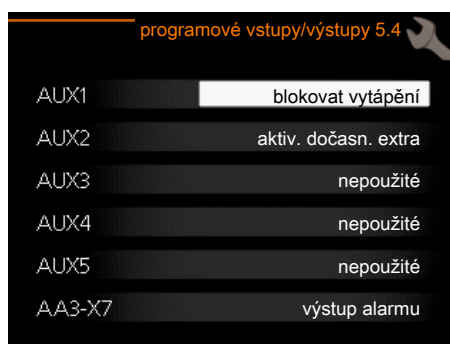 programové vstupy/výstupy 5.4
AUX1 blokovat vytápění
AUX2 aktiv. dočasn. extra
AUX3 nepoužité
AUX4 nepoužité
AUX5 nepoužité
AA3-X7 výstup alarmu